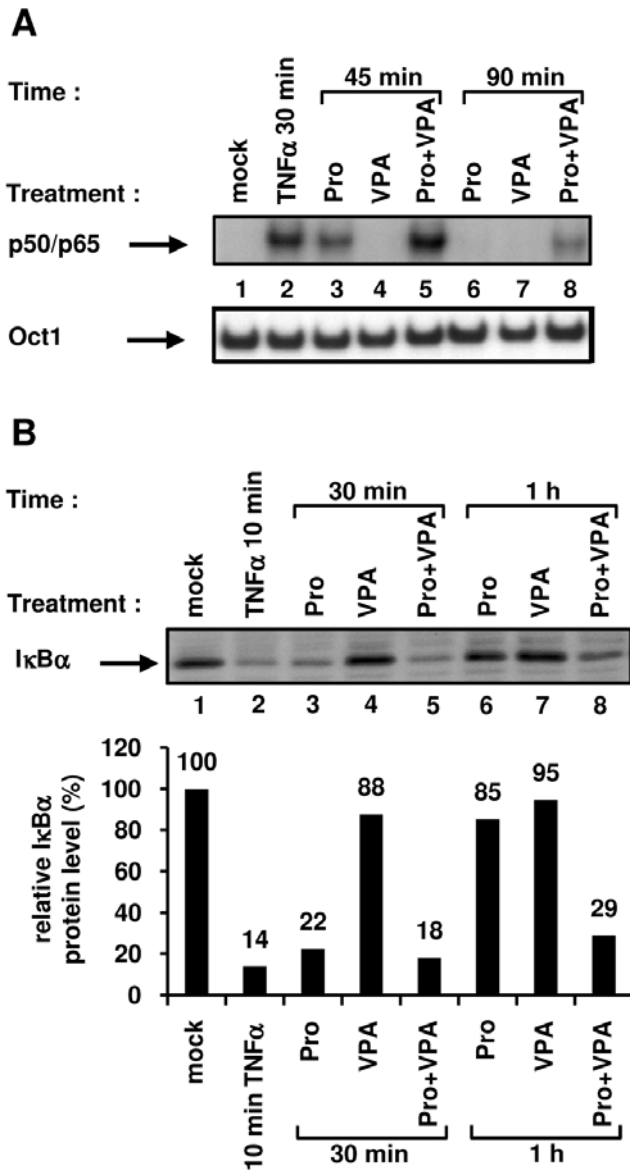 A
Time :
45 min
90 min
Treatment :
mock
TNFα 30 min
Pro
VPA
Pro+VPA
Pro
VPA
Pro+VPA
p50/p65
1 2 3 4 5 6 7 8
Oct1
B
Time :
30 min
1 h
Treatment :
mock
TNFα 10 min
Pro
VPA
Pro+VPA
Pro
VPA
Pro+VPA
IκBα
1 2 3 4 5 6 7 8
relative IκBα
protein level (%)
120
100
80
60
40
20
0
100
14
22
88
18
85
95
29
mock
10 min TNFα
Pro
VPA
Pro+VPA
Pro
VPA
Pro+VPA
30 min
1 h